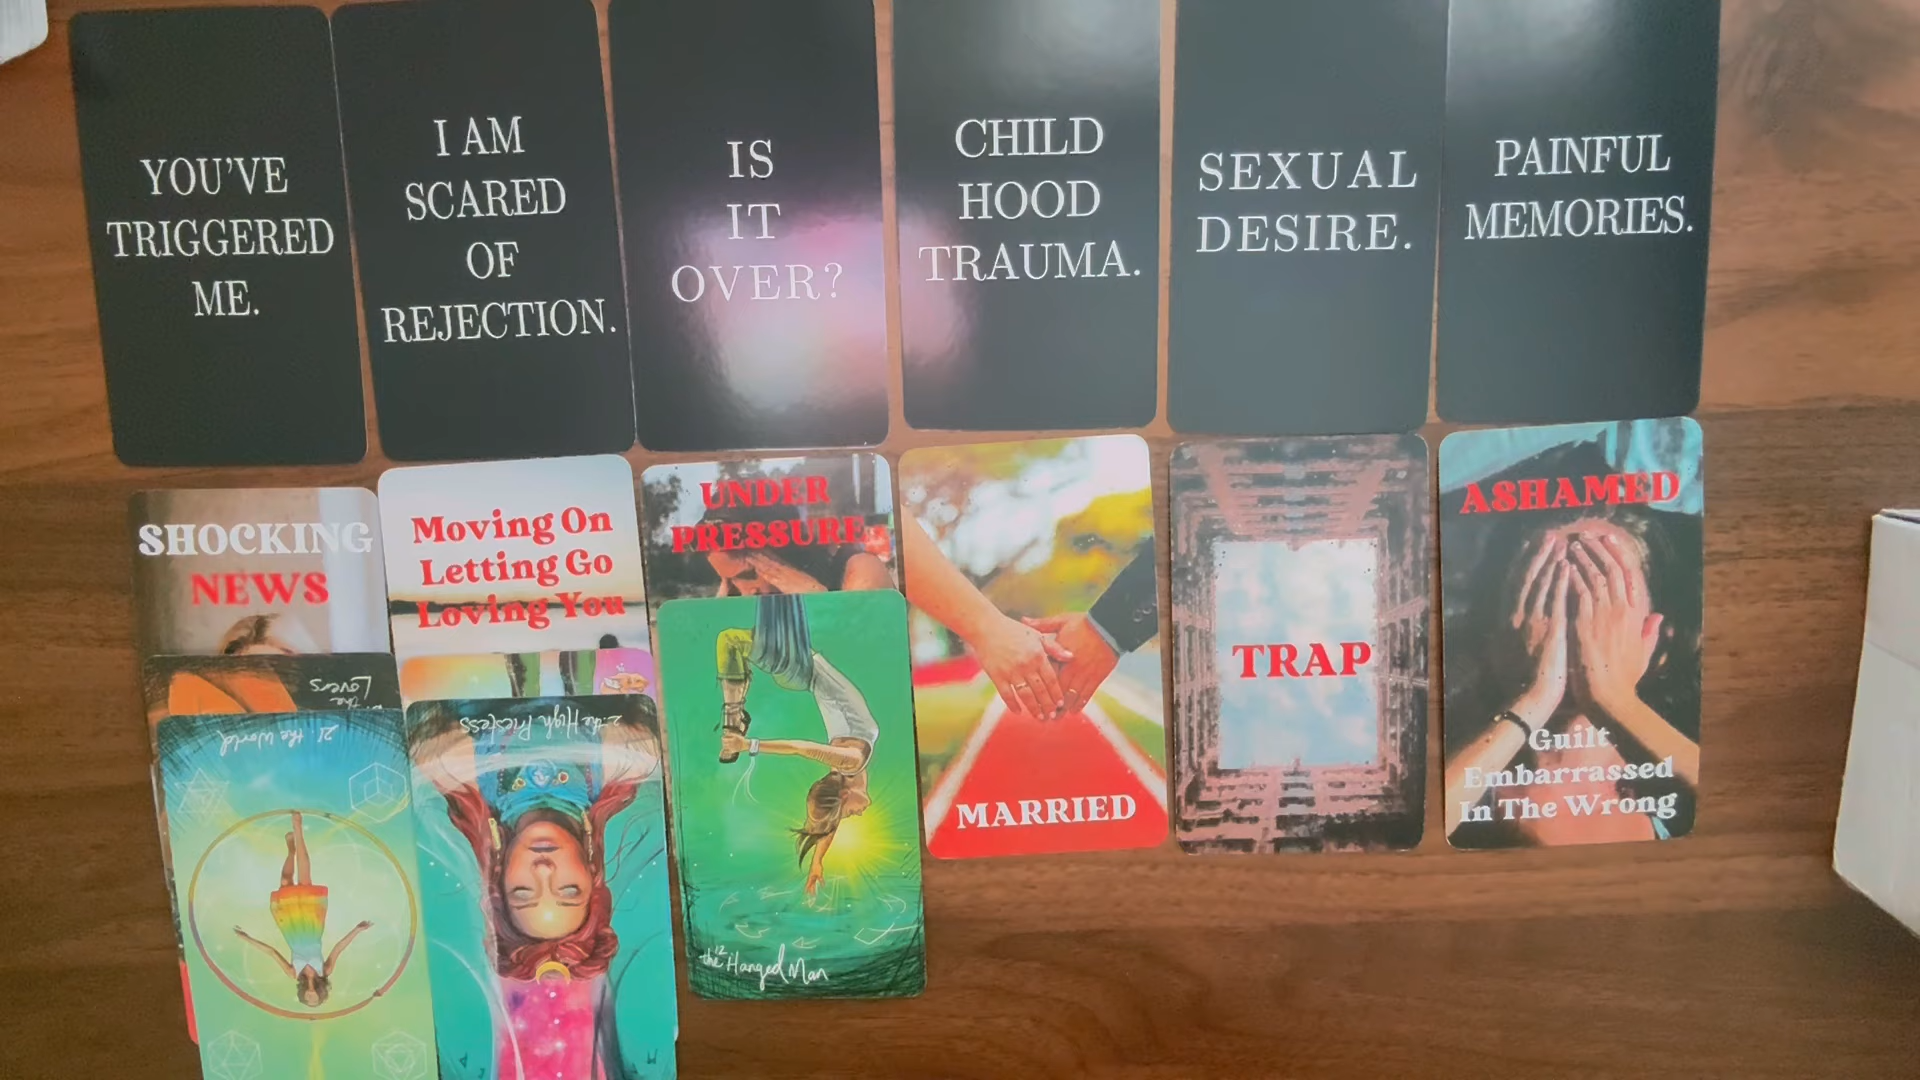 YOU'VE
TRIGGERED
ME.
I AM
SCARED
OF
REJECTION.
IS
IT
OVER?
CHILD
HOOD
TRAUMA.
SEXUAL
DESIRE.
PAINFUL
MEMORIES.
SHOCKING
NEWS
Moving On
Letting Go
Loving You
UNDER
PRESSURE
MARRIED
TRAP
ASHAMED
Guilt
Embarrassed
In The Wrong
the
Lovers
21. the World
2. the High Priestess
12
the Hanged Man